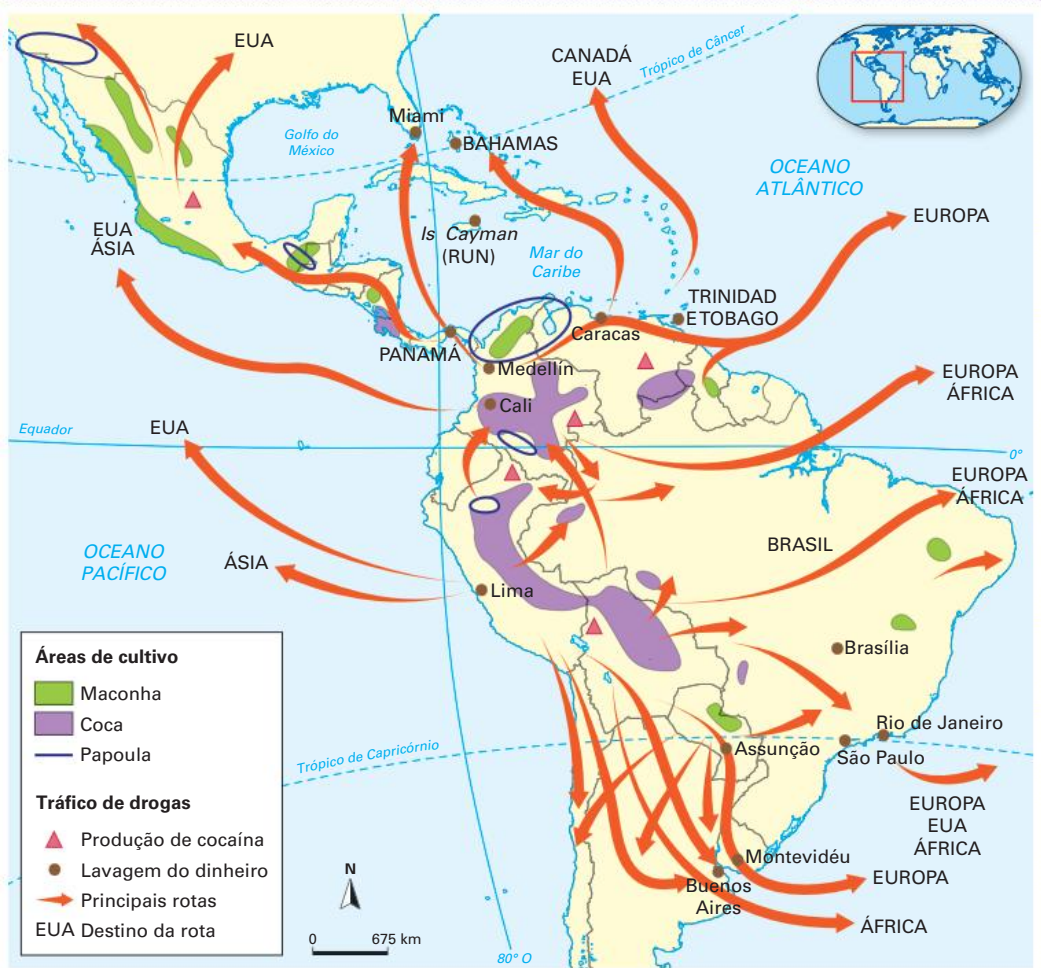 EUA
CANADÁ
EUA
Trópico de Câncer
Miami
Golfo do
México
BAHAMAS
OCEANO
ATLÂNTICO
EUA
ÁSIA
Is Cayman
(RUN)
Mar do
Caribe
EUROPA
TRINIDAD
E TOBAGO
Caracas
PANAMÁ
Medellín
EUROPA
ÁFRICA
Cali
Equador
EUA
0°
EUROPA
ÁFRICA
OCEANO
PACÍFICO
ÁSIA
BRASIL
Lima
Brasília
Rio de Janeiro
São Paulo
Assunção
Trópico de Capricórnio
EUROPA
EUA
ÁFRICA
Montevidéu
Buenos
Aires
EUROPA
ÁFRICA
Áreas de cultivo
Maconha
Coca
Papoula
Tráfico de drogas
Produção de cocaína
Lavagem do dinheiro
Principais rotas
EUA Destino da rota
N
0 675 km
80° O